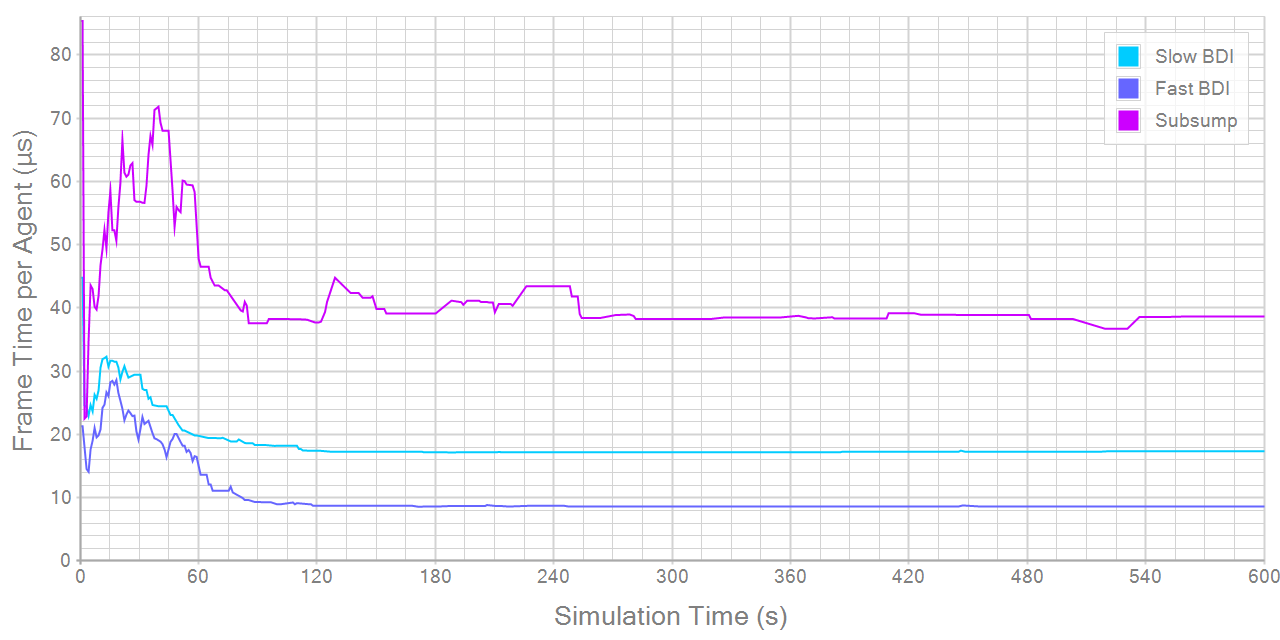 Frame Time per Agent (µs)
80
70
60
50
40
30
20
10
0
Slow BDI
Fast BDI
Subsump
0 60 120 180 240 300 360 420 480 540 600
Simulation Time (s)